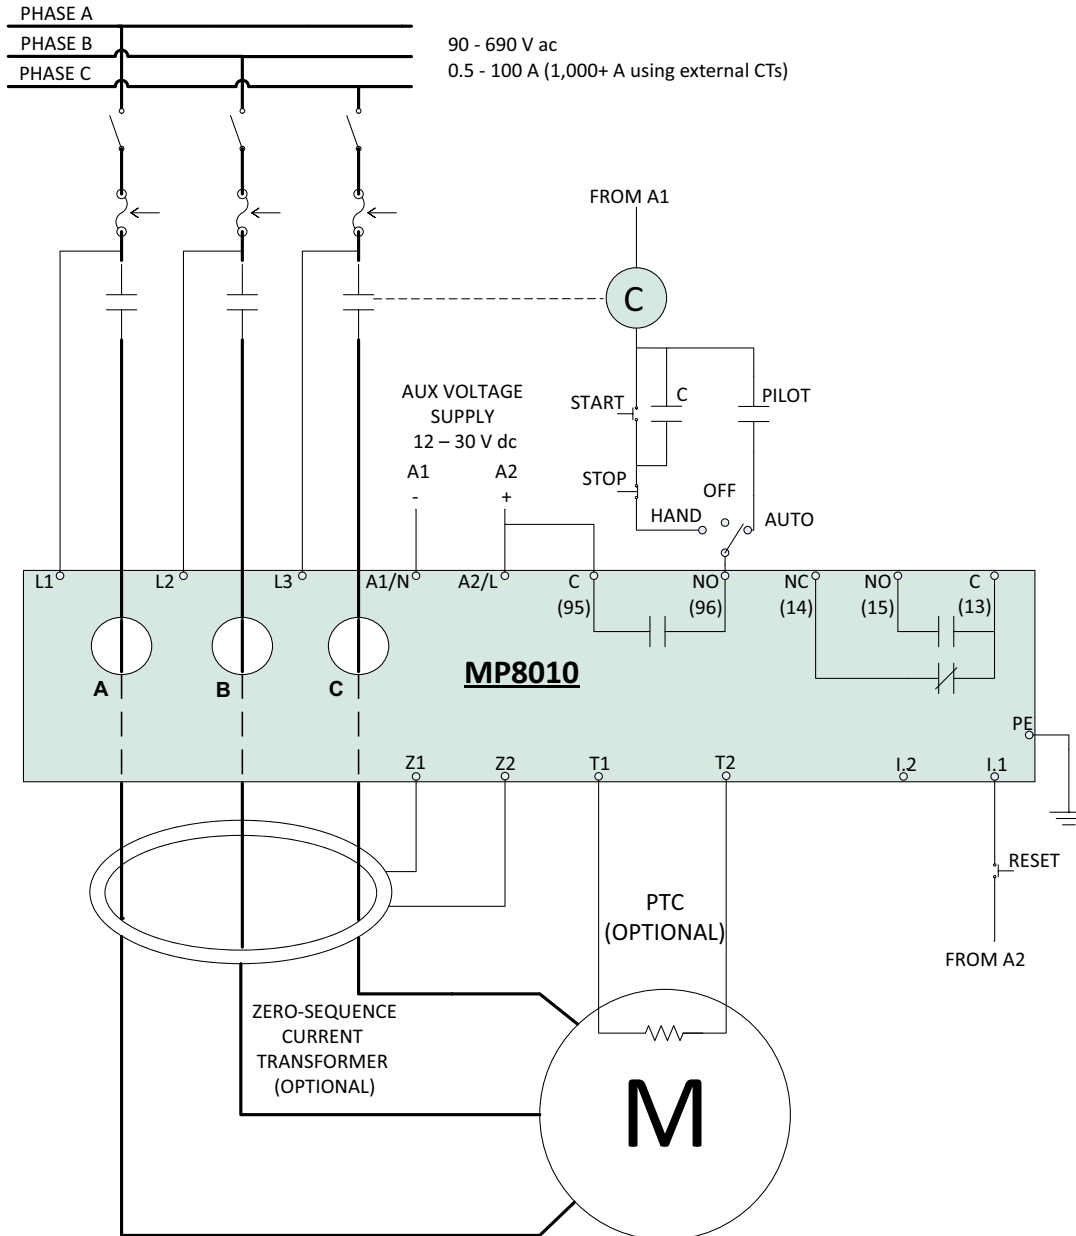 PHASE A
PHASE B
PHASE C
90 - 690 V ac
0.5 - 100 A (1,000+ A using external CTs)
FROM A1
C
AUX VOLTAGE
SUPPLY
12 – 30 V dc
A1
A2
-
+
START
C
PILOT
STOP
OFF
HAND
AUTO
L1
L2
L3
A1/N
A2/L
C
(95)
NO
(96)
NC
(14)
NO
(15)
C
(13)
A
B
C
MP8010
PE
Z1
Z2
T1
T2
I.2
I.1
RESET
FROM A2
PTC
(OPTIONAL)
ZERO-SEQUENCE
CURRENT
TRANSFORMER
(OPTIONAL)
M